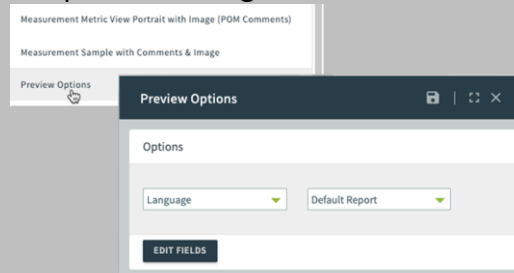 Measurement Metric View Portrait with Image (POM Comments)
Measurement Sample with Comments & Image
Preview Options
Preview Options
Options
Language
Default Report
EDIT FIELDS